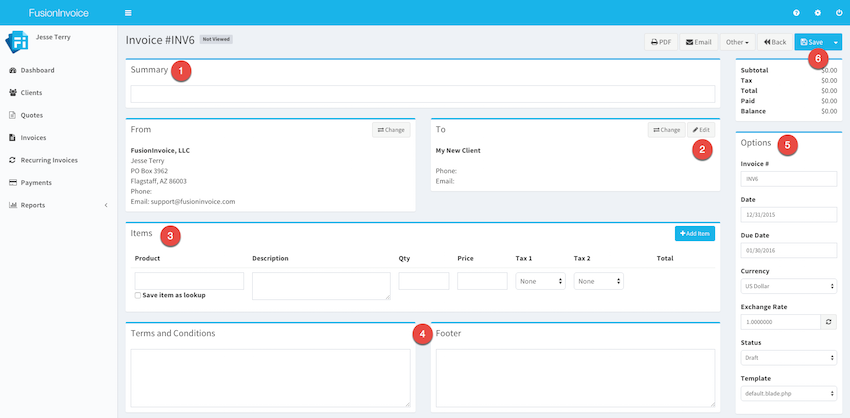 FusionInvoice
Jesse Terry
Dashboard
Clients
Quotes
Invoices
Recurring Invoices
Payments
Reports
Invoice #INV6 Not Viewed
PDF Email Other Back Save
6
Summary 1
From Change
FusionInvoice, LLC
Jesse Terry
PO Box 3962
Flagstaff, AZ 86003
Phone:
Email: support@fusioninvoice.com
To Change Edit
2
My New Client
Phone:
Email:
Items 3 Add Item
Product Description Qty Price Tax 1 Tax 2 Total
None None
Save item as lookup
Terms and Conditions 4 Footer
Subtotal $0.00
Tax $0.00
Total $0.00
Paid $0.00
Balance $0.00
Options 5
Invoice #
INV6
Date
12/31/2015
Due Date
01/30/2016
Currency
US Dollar
Exchange Rate
1.0000000
Status
Draft
Template
default.blade.php